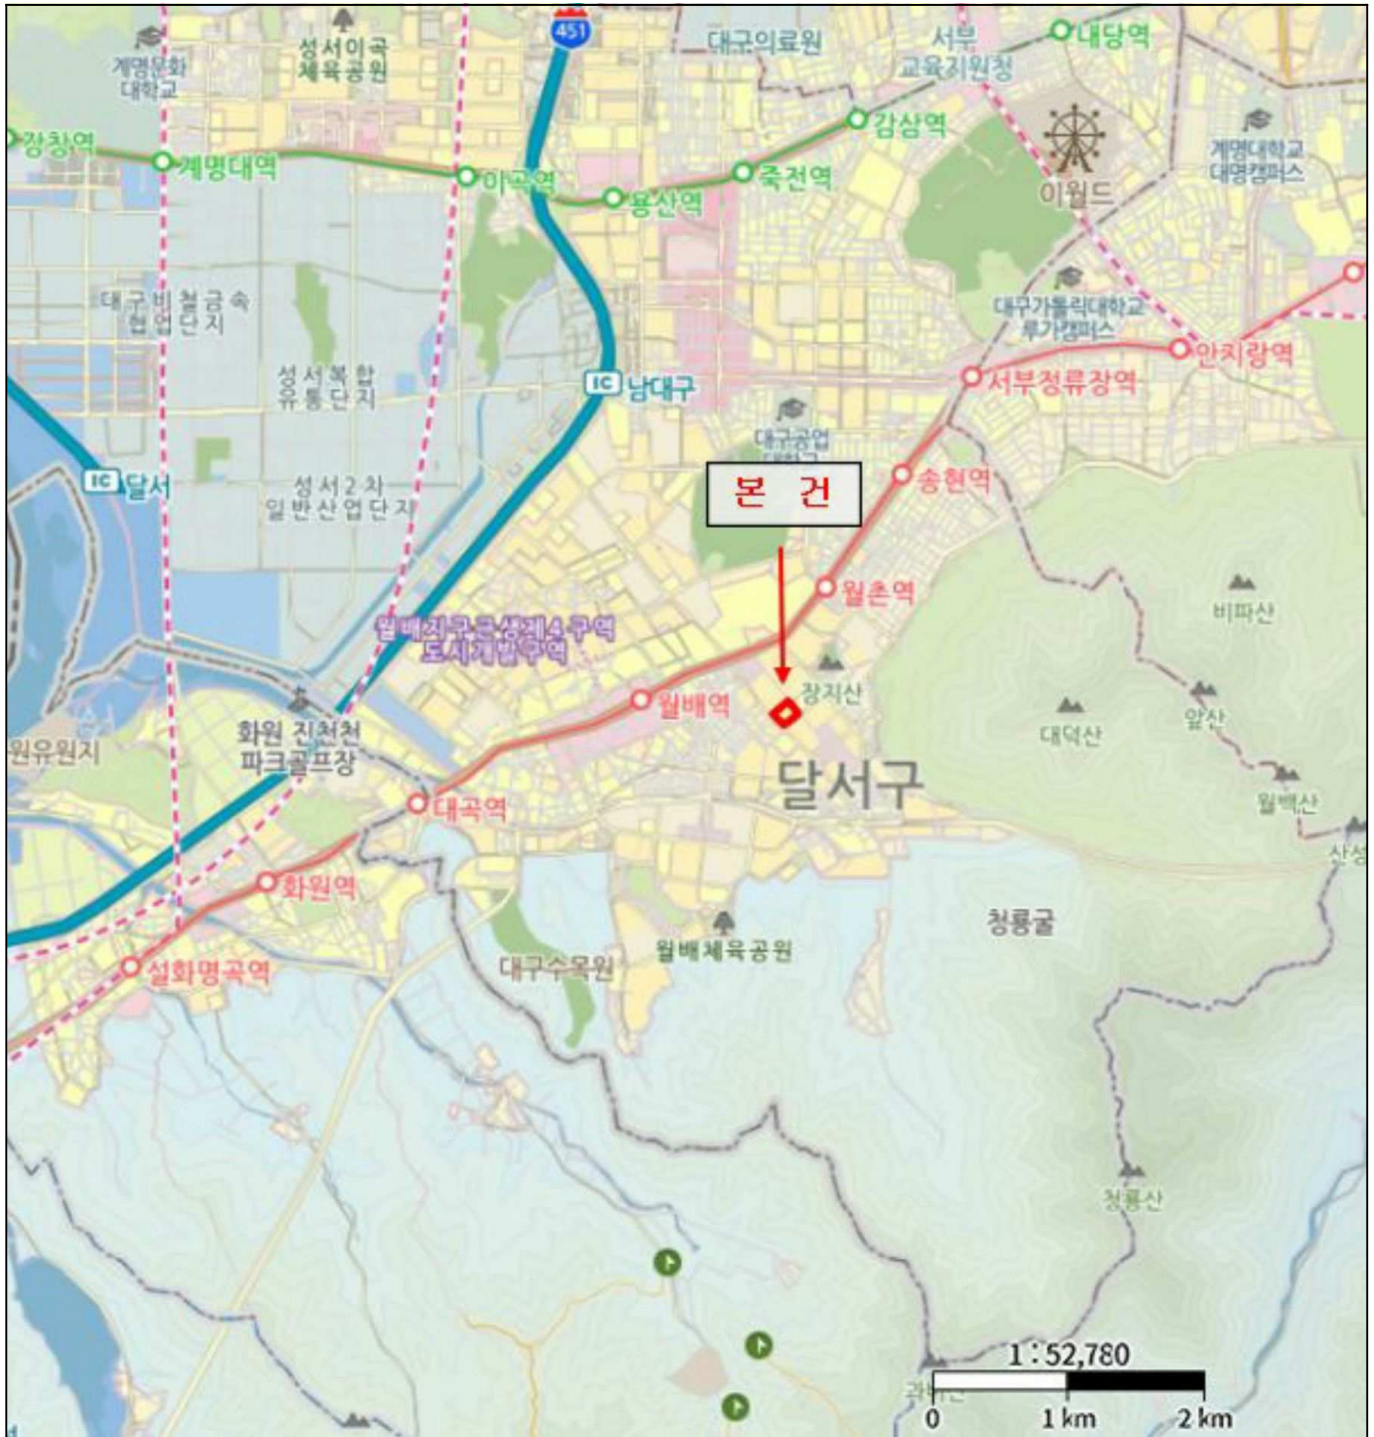 451
내당역
대구의료원
서부
교육지원청
성서이곡
체육공원
계명문화
대학교
강창역
계명대역
이곡역
용산역
죽전역
감삼역
이월드
계명대학교
대명캠퍼스
대구비철금속
협업단지
성서복합
유통단지
대구가톨릭대학교
루가캠퍼스
안지랑역
IC 남대구
서부정류장역
대구공업
IC 달서
성서2차
일반산업단지
본 건
송현역
월촌역
비파산
월배지구근생제4구역
도시개발구역
장지산
월배역
앞산
대덕산
화원 진천천
파크골프장
원유원지
달서구
월백산
대곡역
산성
화원역
청룡굴
월배체육공원
대구수목원
설화명곡역
청룡산
1:52,780
0 1 km 2 km